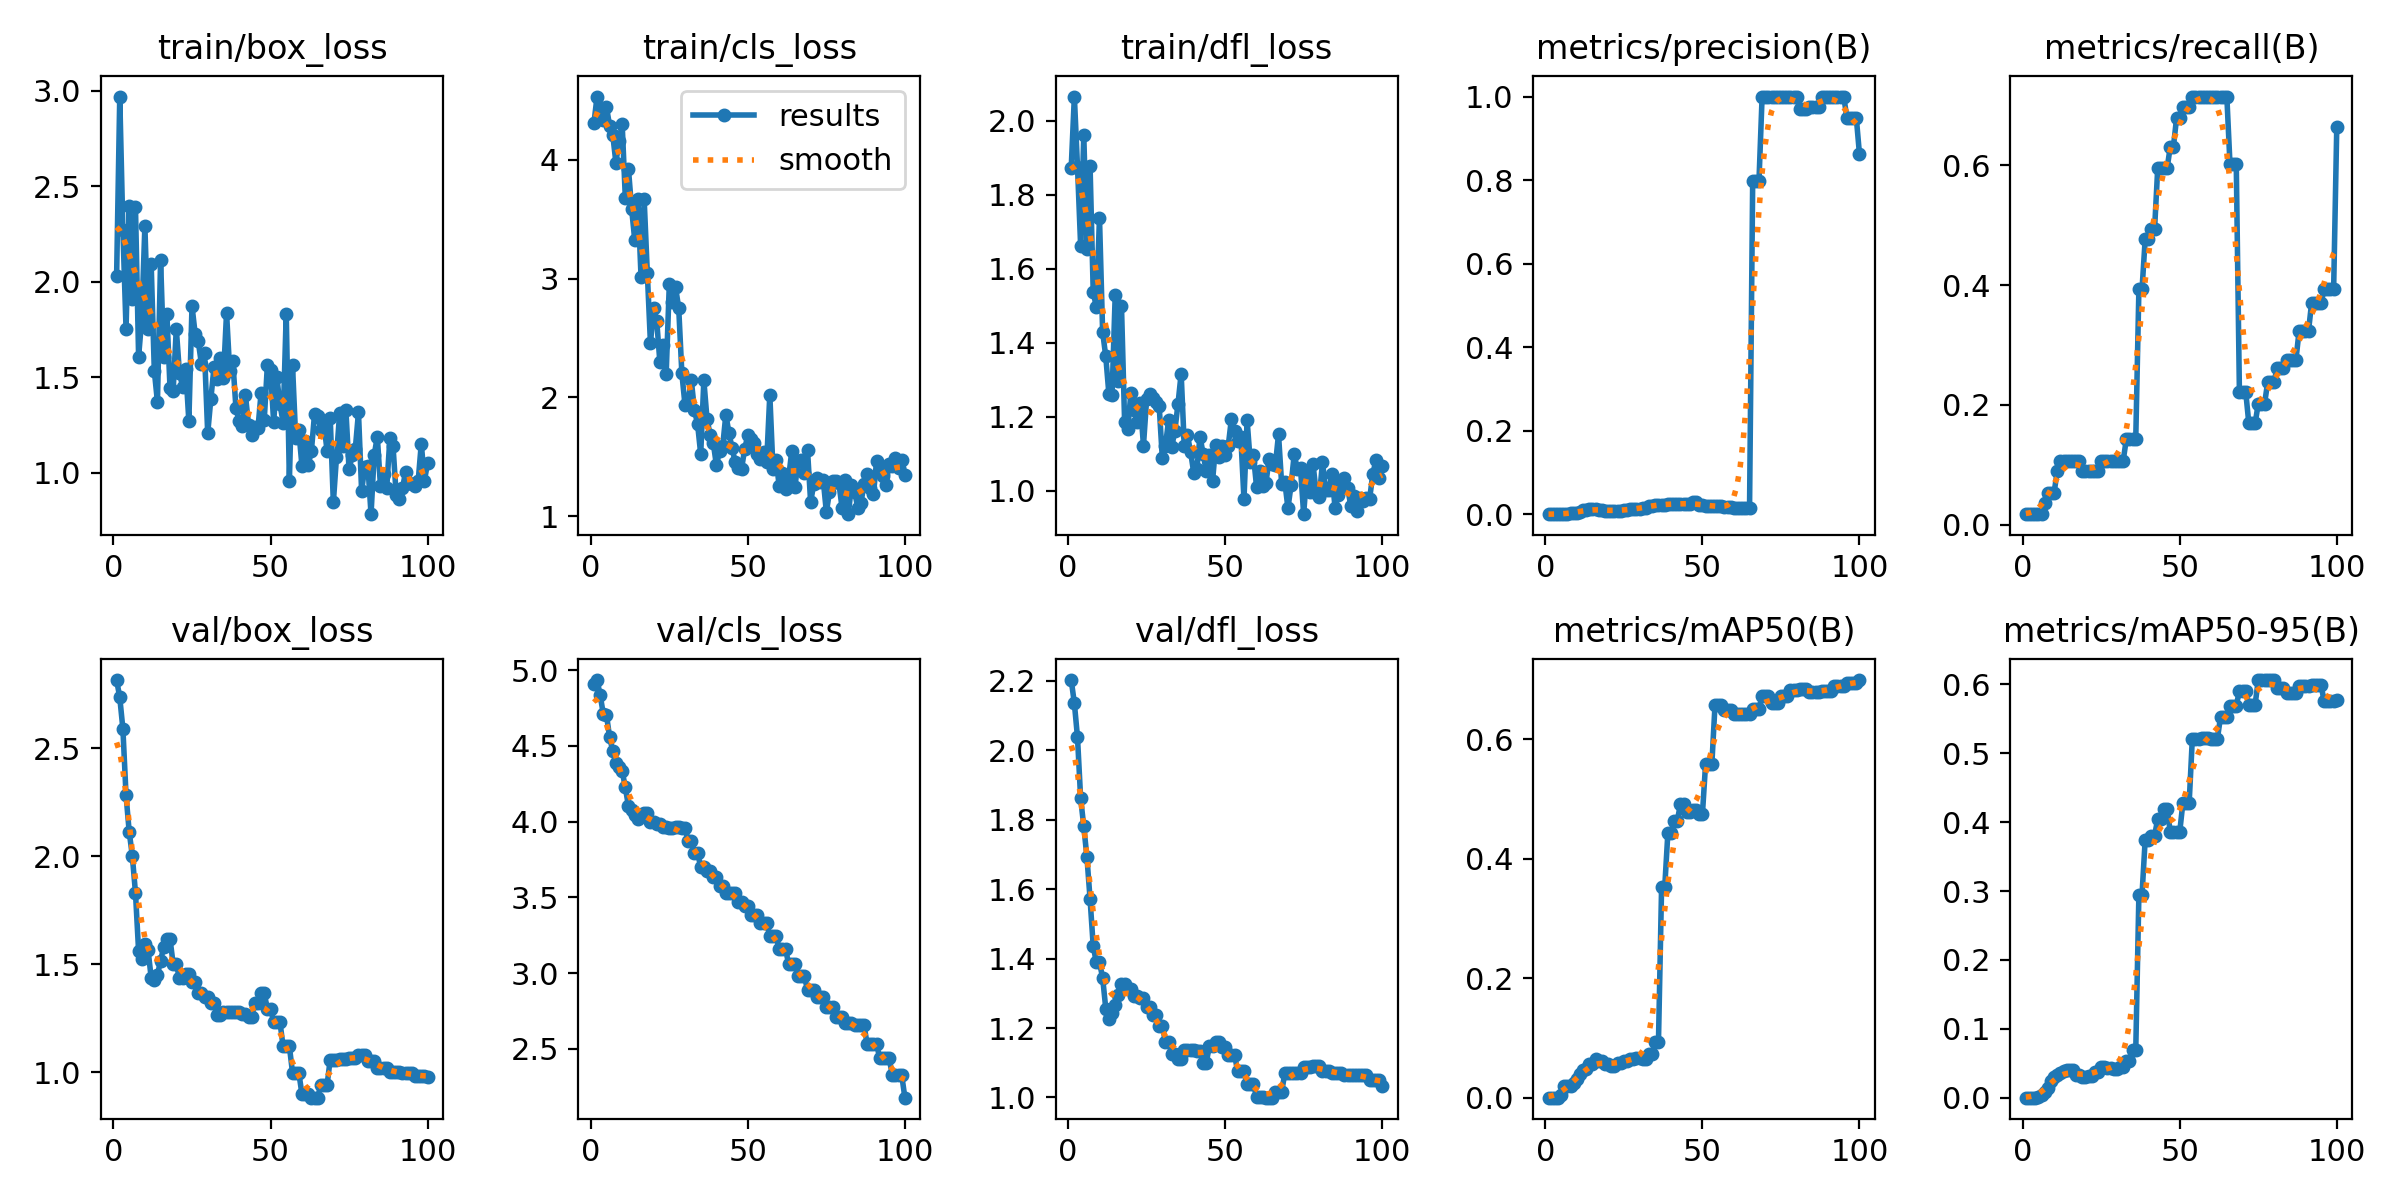 train/box_loss
3.0
2.5
2.0
1.5
1.0
0 50 100
train/cls_loss
results
smooth
4
3
2
1
0 50 100
train/dfl_loss
2.0
1.8
1.6
1.4
1.2
1.0
0 50 100
metrics/precision(B)
1.0
0.8
0.6
0.4
0.2
0.0
0 50 100
metrics/recall(B)
0.6
0.4
0.2
0.0
0 50 100
val/box_loss
2.5
2.0
1.5
1.0
0 50 100
val/cls_loss
5.0
4.5
4.0
3.5
3.0
2.5
0 50 100
val/dfl_loss
2.2
2.0
1.8
1.6
1.4
1.2
1.0
0 50 100
metrics/mAP50(B)
0.6
0.4
0.2
0.0
0 50 100
metrics/mAP50-95(B)
0.6
0.5
0.4
0.3
0.2
0.1
0.0
0 50 100